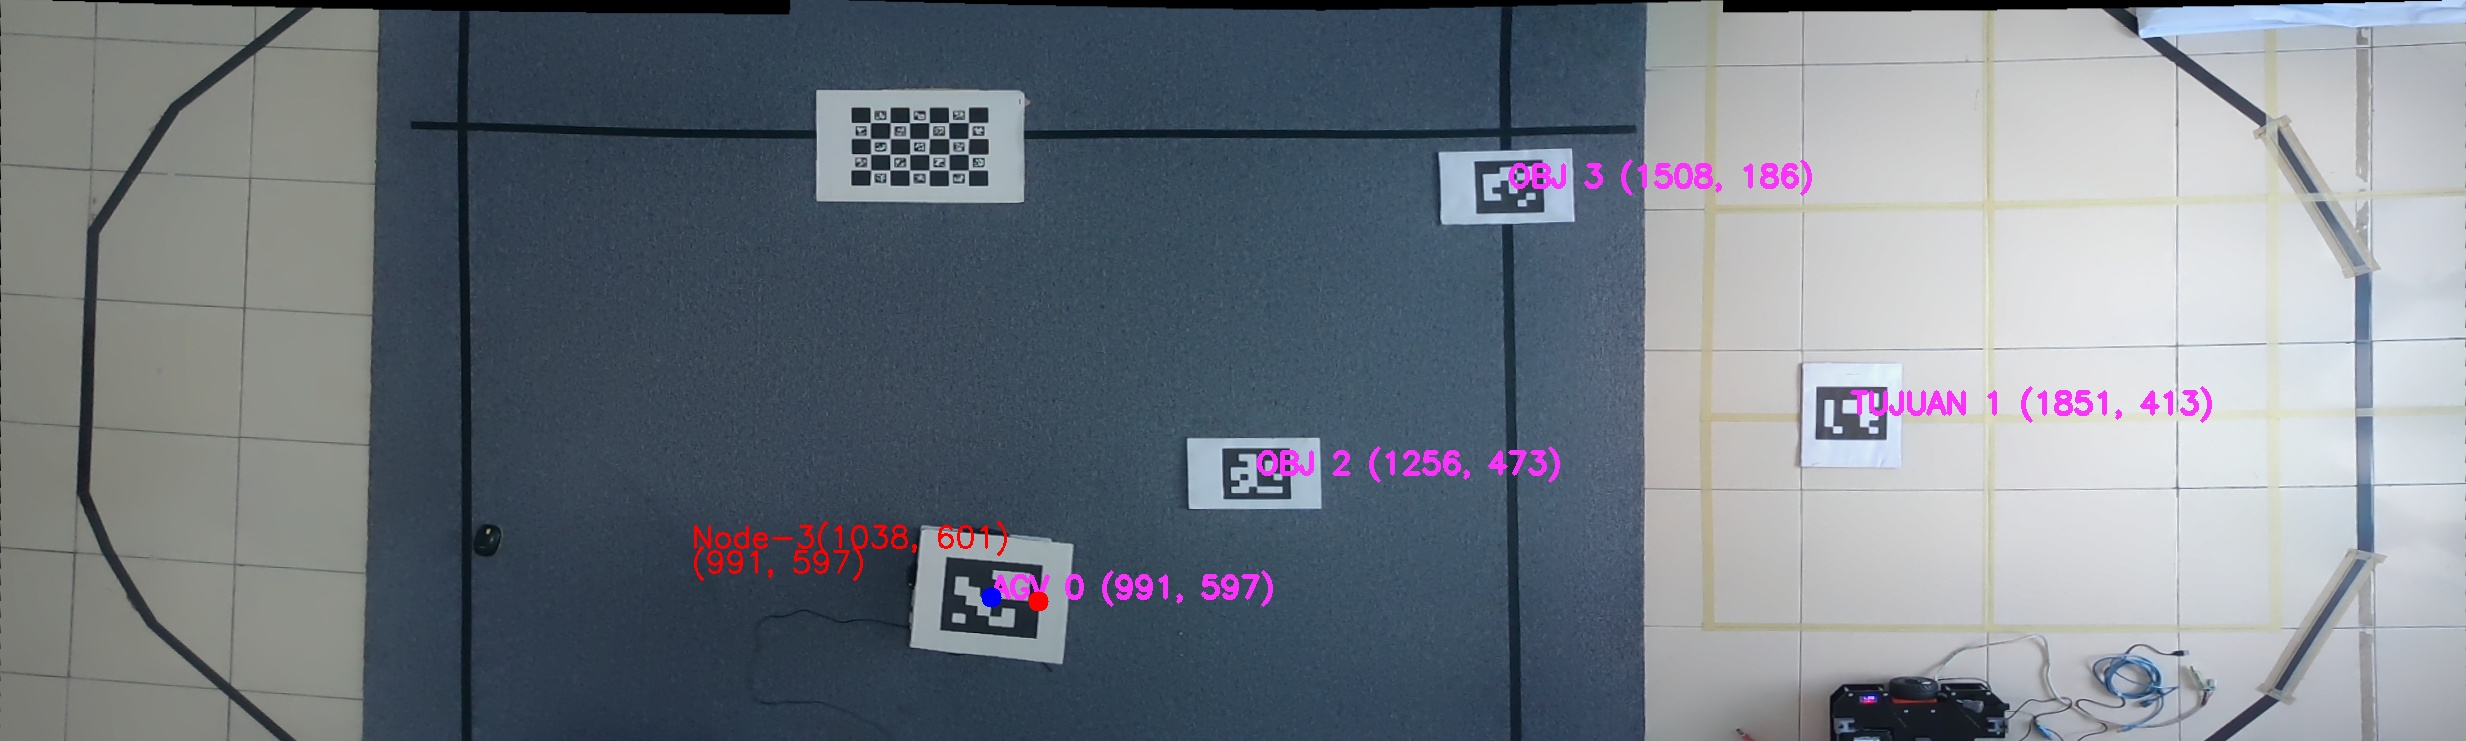 OBJ 3 (1508, 186)
TUJUAN 1 (1851, 413)
OBJ 2 (1256, 473)
Node-3(1038, 601)
(991, 597)
AGV 0 (991, 597)